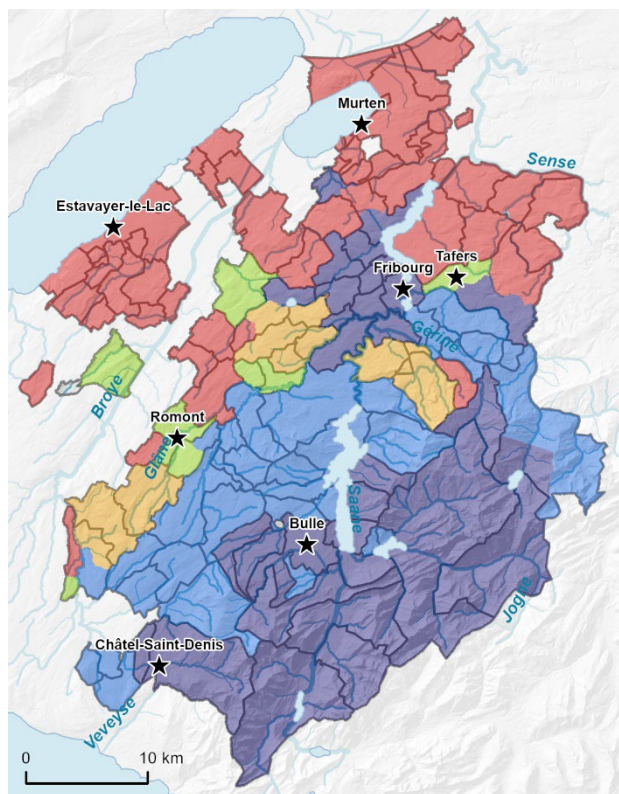 Murten
Sense
Estavayer-le-Lac
Tafers
Fribourg
Gérine
Broye
Romont
Glâne
Saane
Bulle
Jogne
Châtel-Saint-Denis
Veveyse
0 10 km